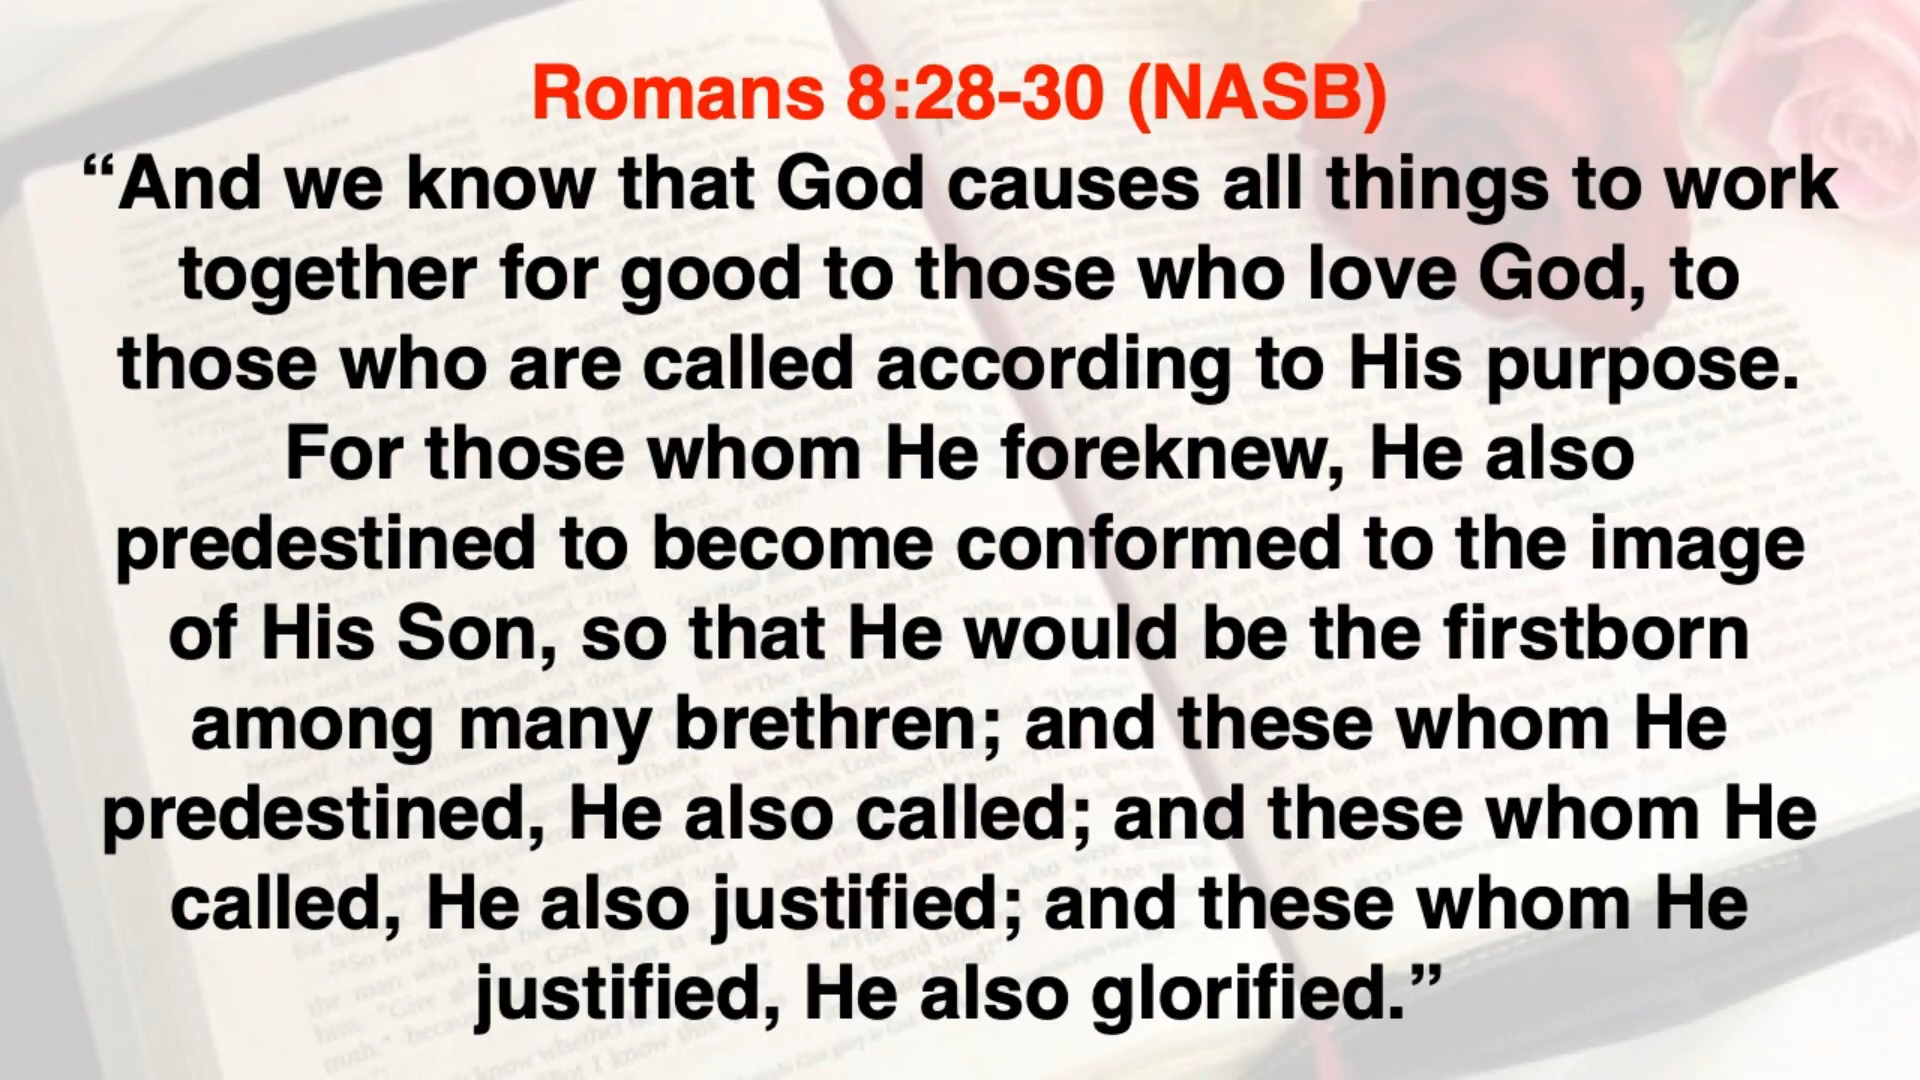 Romans 8:28-30 (NASB)
“And we know that God causes all things to work
together for good to those who love God, to
those who are called according to His purpose.
For those whom He foreknew, He also
predestined to become conformed to the image
of His Son, so that He would be the firstborn
among many brethren; and these whom He
predestined, He also called; and these whom He
called, He also justified; and these whom He
justified, He also glorified.”